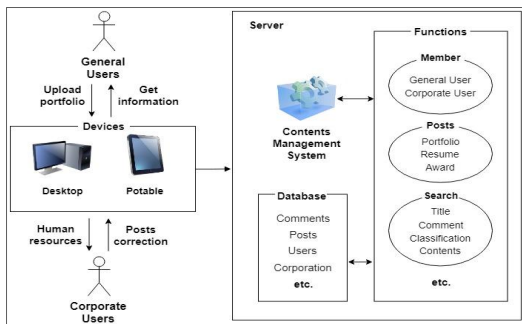 General
Users
Upload
portfolio
Get
information
Devices
Desktop
Potable
Human
resources
Posts
correction
Corporate
Users
Server
Contents
Management
System
Database
Comments
Posts
Users
Corporation
etc.
Functions
Member
General User
Corporate User
Posts
Portfolio
Resume
Award
Search
Title
Comment
Classification
Contents
etc.